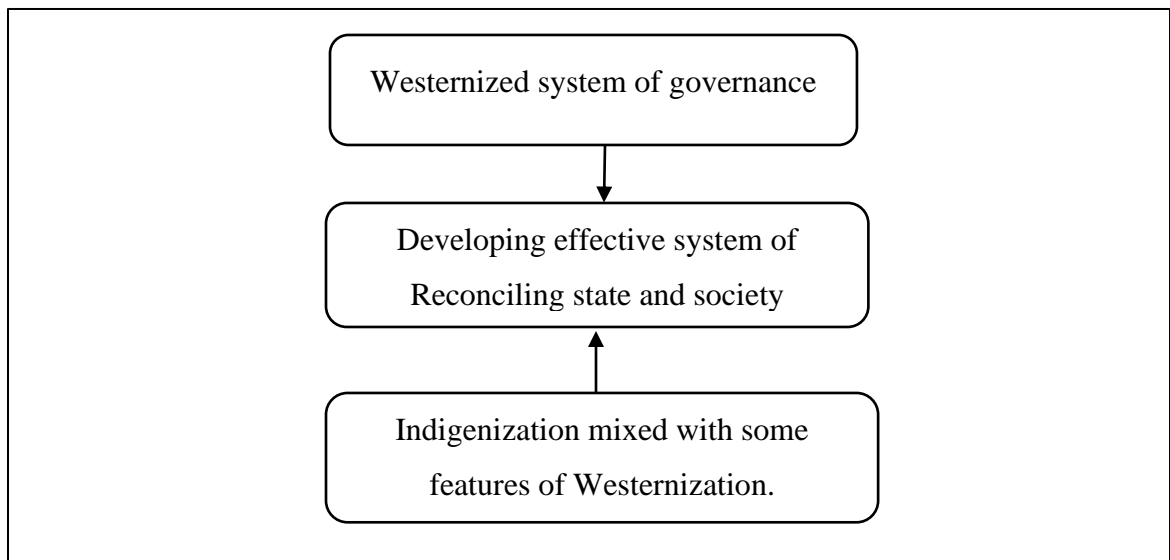 Westernized system of governance
Developing effective system of
Reconciling state and society
Indigenization mixed with some
features of Westernization.